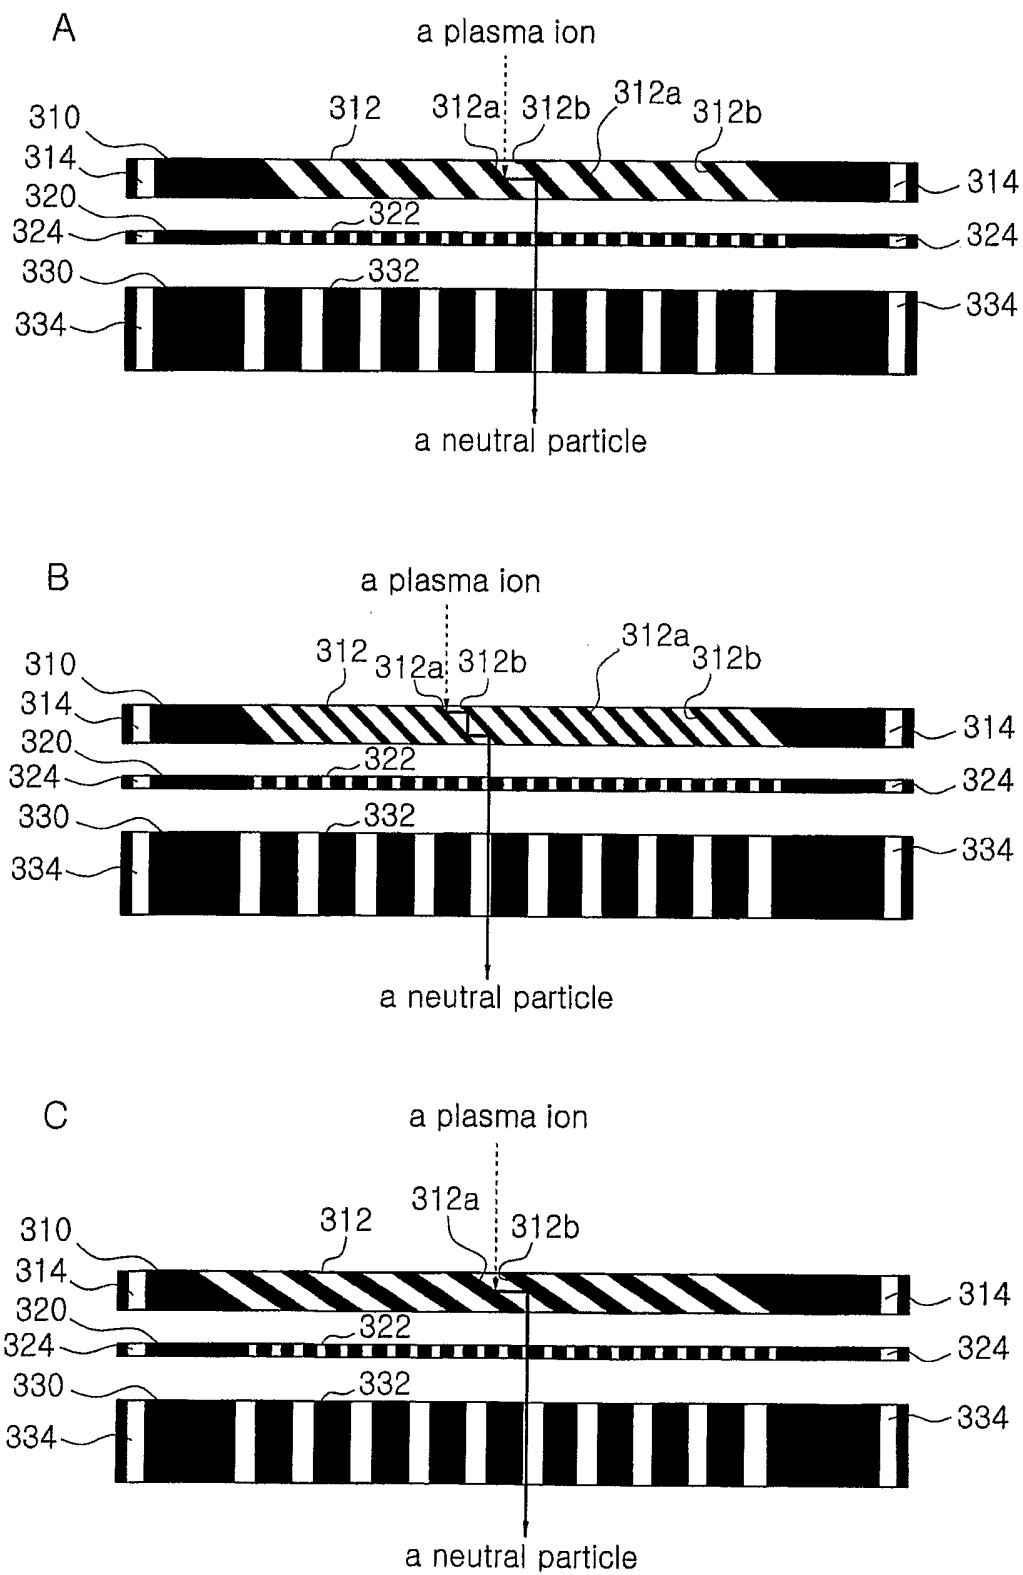 A
a plasma ion
312a
312 312a 312b 312b
310
314 314
320 322
324 324
330 332
334 334
a neutral particle
B
a plasma ion
312a
312 312a 312b 312b
310
314 314
320 322
324 324
330 332
334 334
a neutral particle
C
a plasma ion
312a
312 312b
310
314 314
320 322
324 324
330 332
334 334
a neutral particle